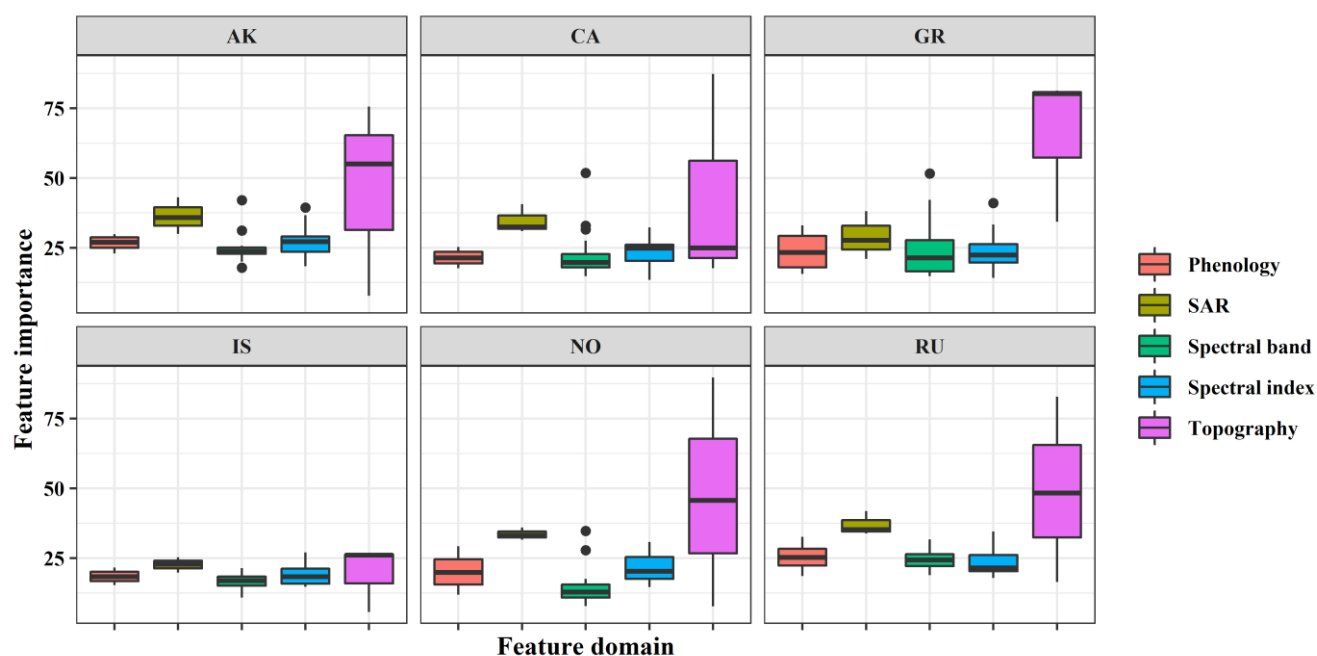 AK
CA
GR
75
50
25
IS
NO
RU
75
50
25
Feature importance
Feature domain
Phenology
SAR
Spectral band
Spectral index
Topography